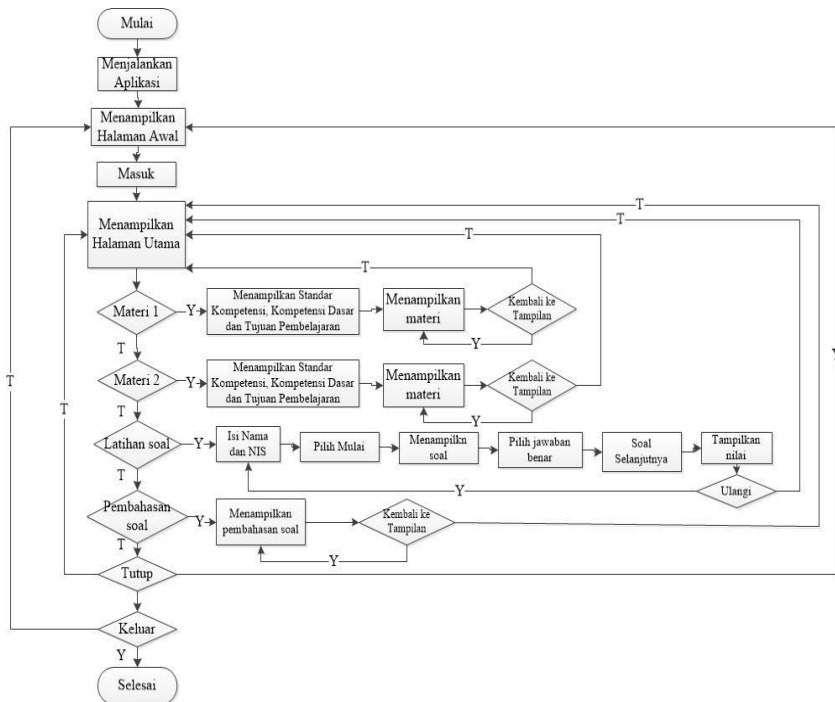 Mulai
Menjalankan
Aplikasi
Menampilkan
Halaman Awal
Masuk
T
Menampilkan
Halaman Utama
T
T
T
Materi 1
Y
Menampilkan Standar
Kompetensi, Kompetensi Dasar
dan Tujuan Pembelajaran
Menampilkan
materi
Kembali ke
Tampilan
Y
T
T
Materi 2
Y
Menampilkan Standar
Kompetensi, Kompetensi Dasar
dan Tujuan Pembelajaran
Menampilkan
materi
Kembali ke
Tampilan
Y
Y
T
T
Latihan soal
Y
Isi Nama
dan NIS
Pilih Mulai
Menampilkn
soal
Pilih jawaban
benar
Soal
Selanjutnya
Tampilkan
nilai
Y
Ulangi
T
Pembahasan
soal
Y
Menampilkan
pembahasan soal
Kembali ke
Tampilan
Y
T
Tutup
Keluar
Y
Selesai